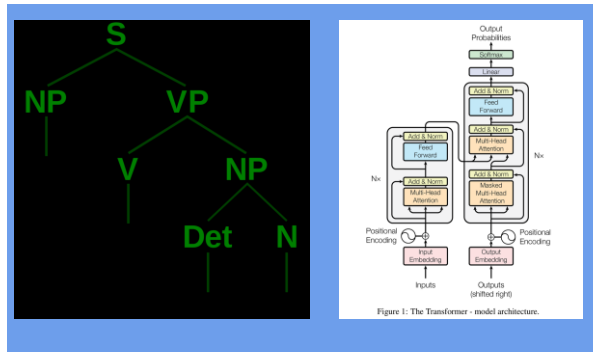 S
NP VP
V NP
Det N
Output
Probabilities
Softmax
Linear
Add & Norm
Feed
Forward
Add & Norm
Multi-Head
Attention
Add & Norm
Feed
Forward
Nx
Nx
Add & Norm
Multi-Head
Attention
Add & Norm
Masked
Multi-Head
Attention
Positional
Encoding
Positional
Encoding
Input
Embedding
Output
Embedding
Inputs
Outputs
(shifted right)
Figure 1: The Transformer - model architecture.